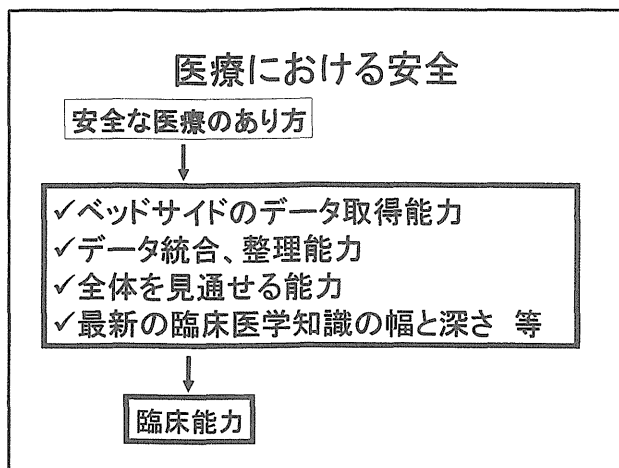 医療における安全
安全な医療のあり方
✓ベッドサイドのデータ取得能力
✓データ統合、整理能力
✓全体を見通せる能力
✓最新の臨床医学知識の幅と深さ 等
臨床能力